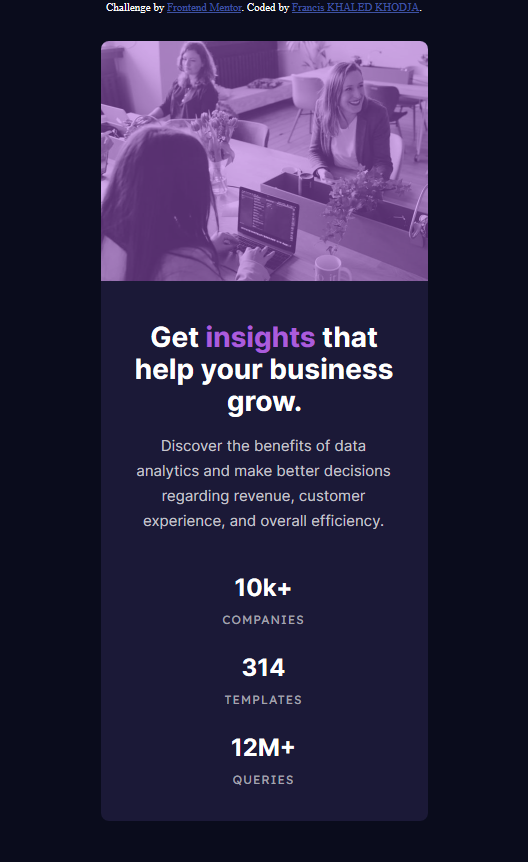 Challenge by Frontend Mentor. Coded by Francis KHALED KHODJA.
Get insights that
help your business
grow.
Discover the benefits of data
analytics and make better decisions
regarding revenue, customer
experience, and overall efficiency.
10k+
COMPANIES
314
TEMPLATES
12M+
QUERIES